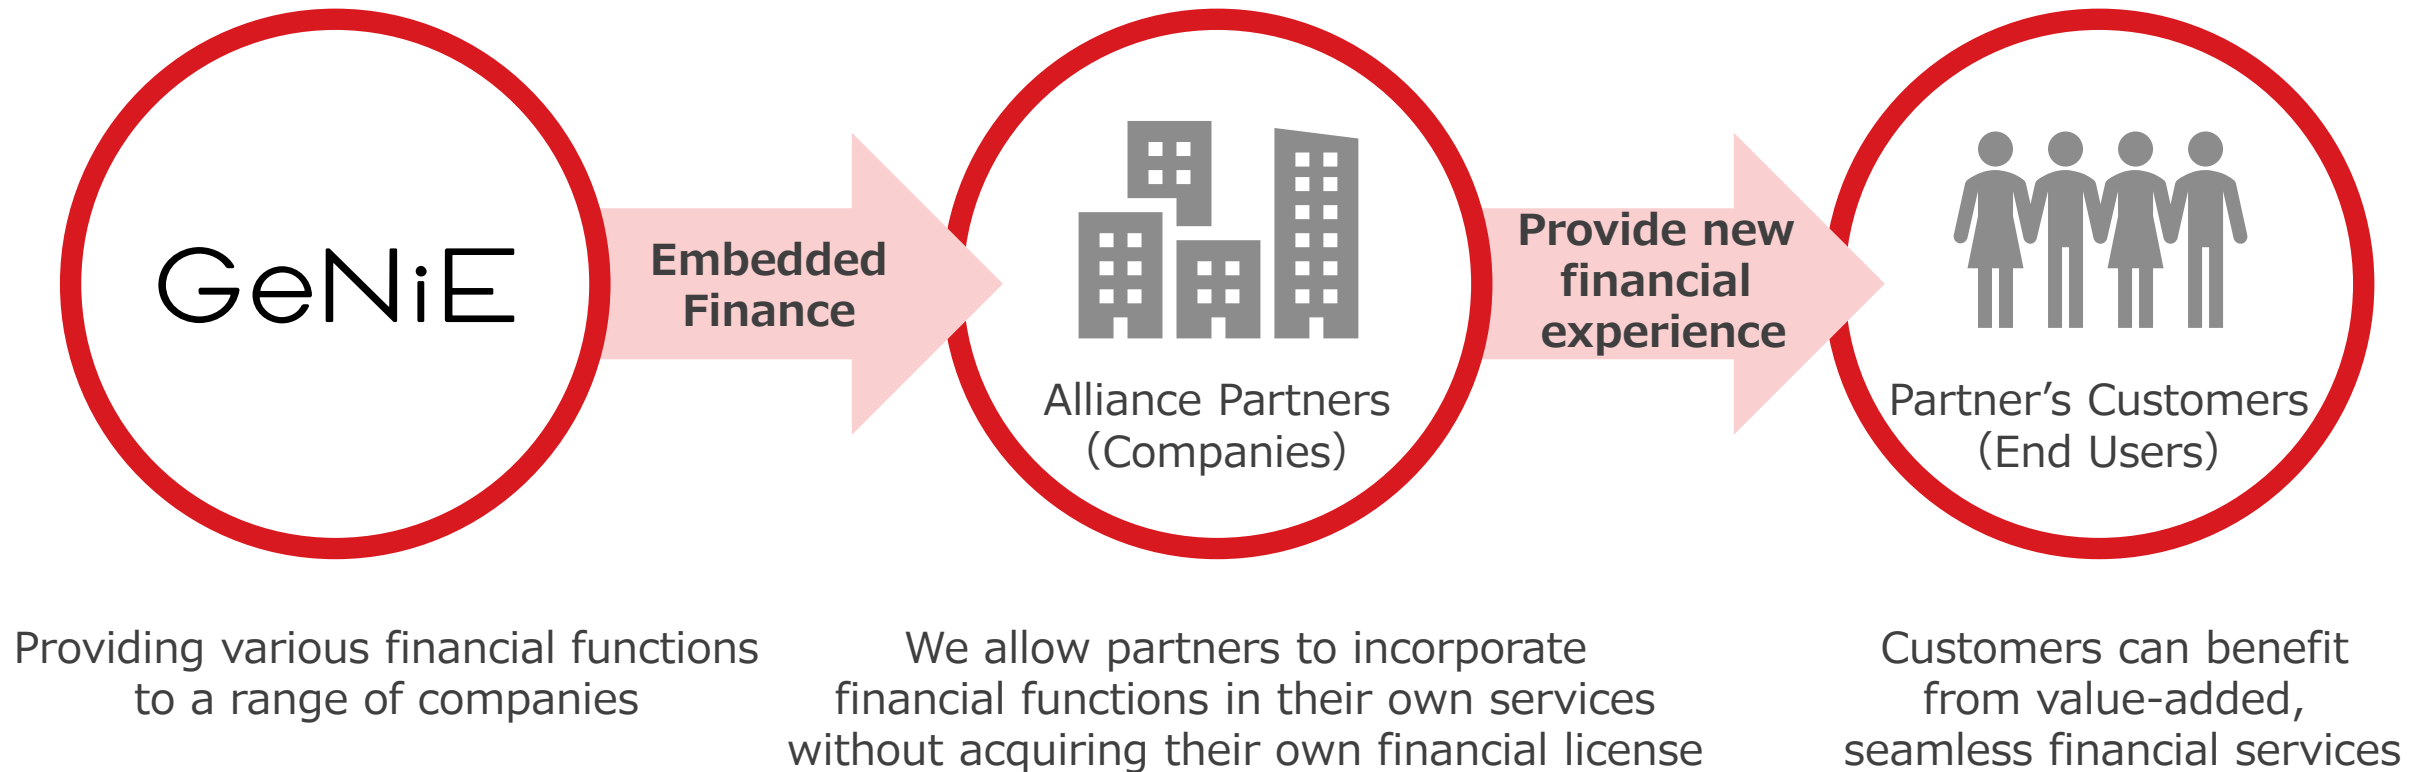 GeNiE
Embedded
Finance
Alliance Partners
（Companies）
Provide new
financial
experience
Partner’s Customers
（End Users）
Providing various financial functions
to a range of companies
We allow partners to incorporate
financial functions in their own services
without acquiring their own financial license
Customers can benefit
from value-added,
seamless financial services